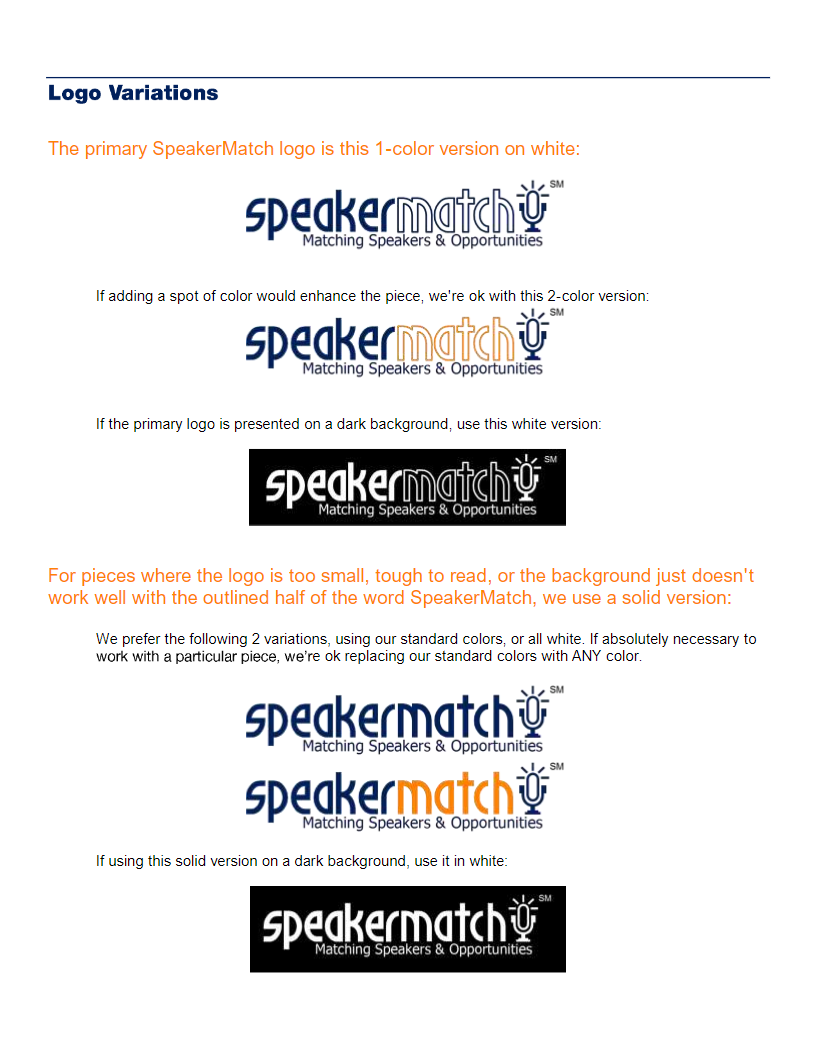 Logo Variations
The primary SpeakerMatch logo is this 1-color version on white:
speakermatch SM
Matching Speakers & Opportunities
If adding a spot of color would enhance the piece, we're ok with this 2-color version:
speakermatch SM
Matching Speakers & Opportunities
If the primary logo is presented on a dark background, use this white version:
speakermatch SM
Matching Speakers & Opportunities
For pieces where the logo is too small, tough to read, or the background just doesn't
work well with the outlined half of the word SpeakerMatch, we use a solid version:
We prefer the following 2 variations, using our standard colors, or all white. If absolutely necessary to
work with a particular piece, we're ok replacing our standard colors with ANY color.
speakermatch SM
Matching Speakers & Opportunities
speakermatch SM
Matching Speakers & Opportunities
If using this solid version on a dark background, use it in white:
speakermatch SM
Matching Speakers & Opportunities